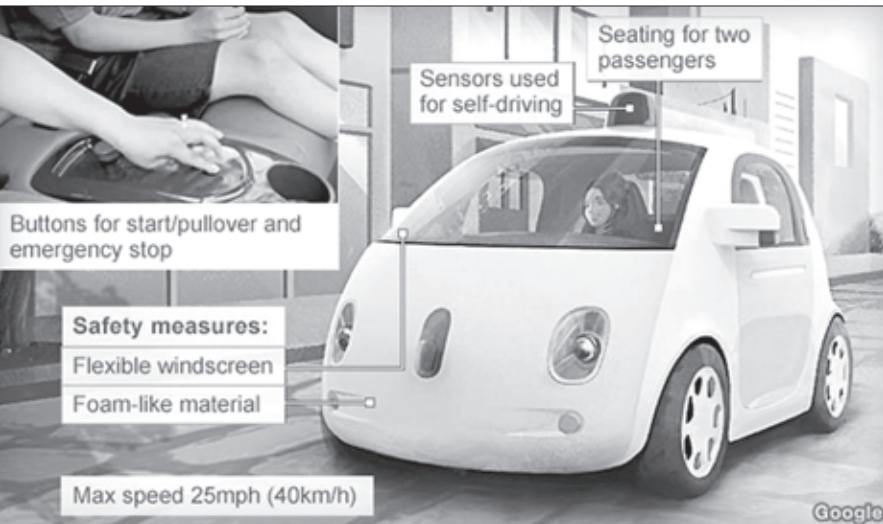 Seating for two
passengers
Sensors used
for self-driving
Buttons for start/pullover and
emergency stop
Safety measures:
Flexible windscreen
Foam-like material
Max speed 25mph (40km/h)
Google